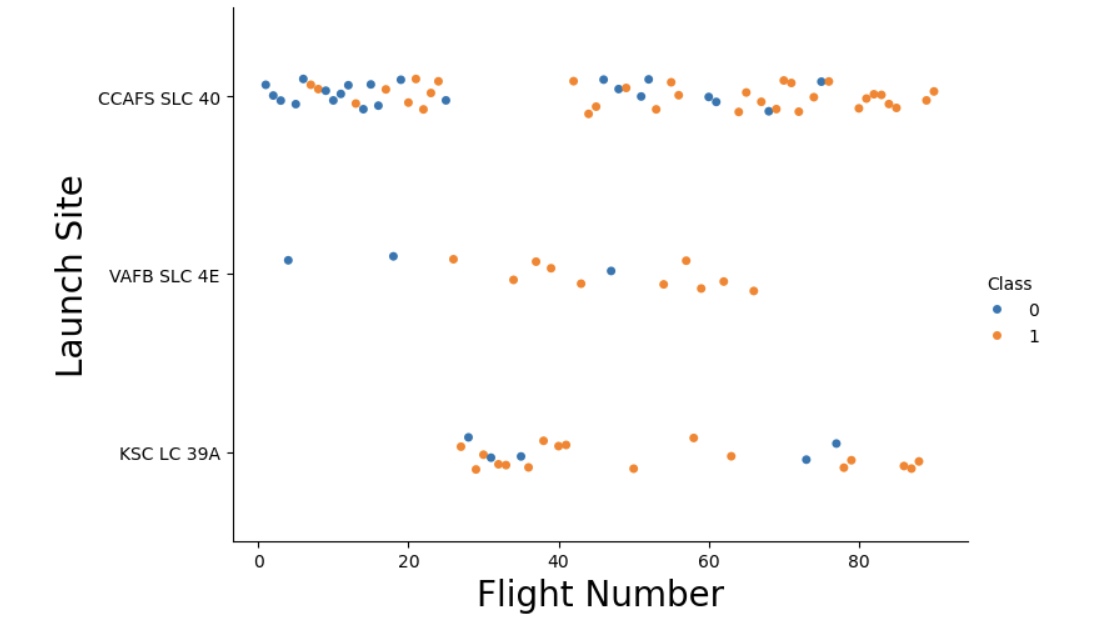 Launch Site
CCAFS SLC 40
VAFB SLC 4E
KSC LC 39A
0 20 40 60 80
Flight Number
Class
0
1